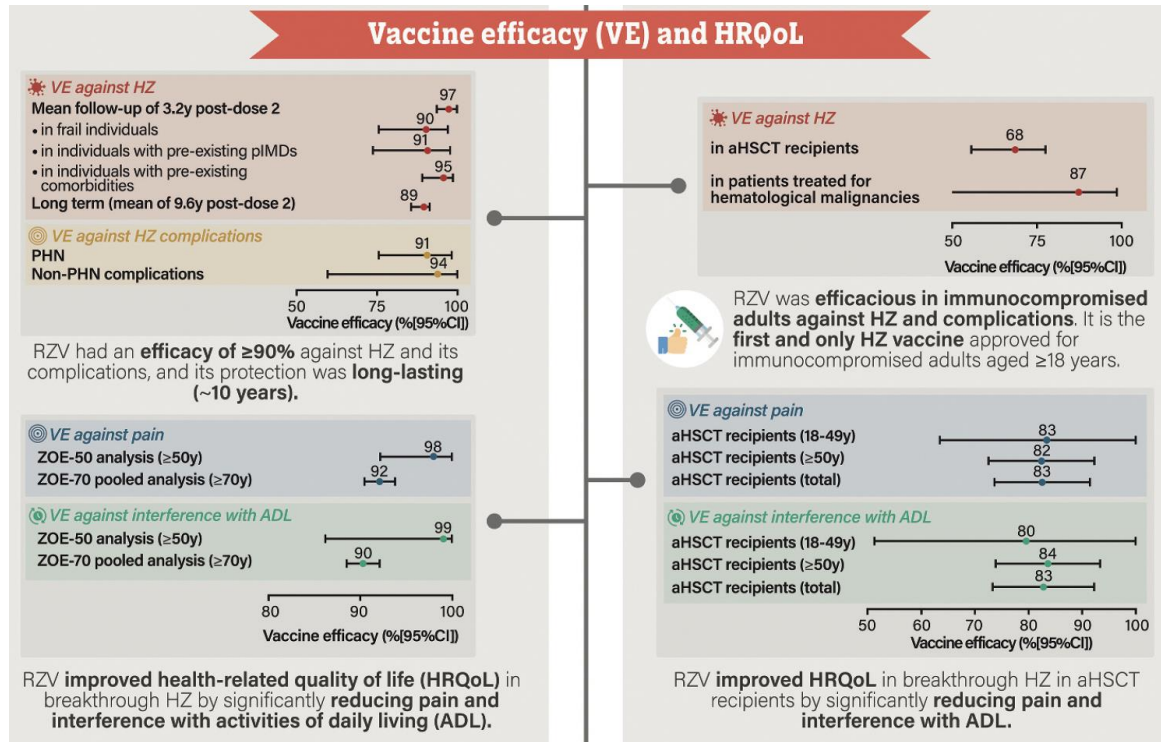 Vaccine efficacy (VE) and HRQoL
VE against HZ
Mean follow-up of 3.2y post-dose 2
97
• in frail individuals
90
• in individuals with pre-existing pIMDs
91
• in individuals with pre-existing
comorbidities
95
Long term (mean of 9.6y post-dose 2)
89
VE against HZ complications
PHN
91
Non-PHN complications
94
50 75 100
Vaccine efficacy (%[95%CI])
RZV had an efficacy of ≥90% against HZ and its
complications, and its protection was long-lasting
(~10 years).
VE against pain
ZOE-50 analysis (≥50y)
98
ZOE-70 pooled analysis (≥70y)
92
VE against interference with ADL
ZOE-50 analysis (≥50y)
99
ZOE-70 pooled analysis (≥70y)
90
80 90 100
Vaccine efficacy (%[95%CI])
RZV improved health-related quality of life (HRQoL) in
breakthrough HZ by significantly reducing pain and
interference with activities of daily living (ADL).
VE against HZ
in aHSCT recipients
68
in patients treated for
hematological malignancies
87
50 75 100
Vaccine efficacy (%[95%CI])
RZV was efficacious in immunocompromised
adults against HZ and complications. It is the
first and only HZ vaccine approved for
immunocompromised adults aged ≥18 years.
VE against pain
aHSCT recipients (18-49y)
83
aHSCT recipients (≥50y)
82
aHSCT recipients (total)
83
VE against interference with ADL
aHSCT recipients (18-49y)
80
aHSCT recipients (≥50y)
84
aHSCT recipients (total)
83
50 60 70 80 90 100
Vaccine efficacy (%[95%CI])
RZV improved HRQoL in breakthrough HZ in aHSCT
recipients by significantly reducing pain and
interference with ADL.